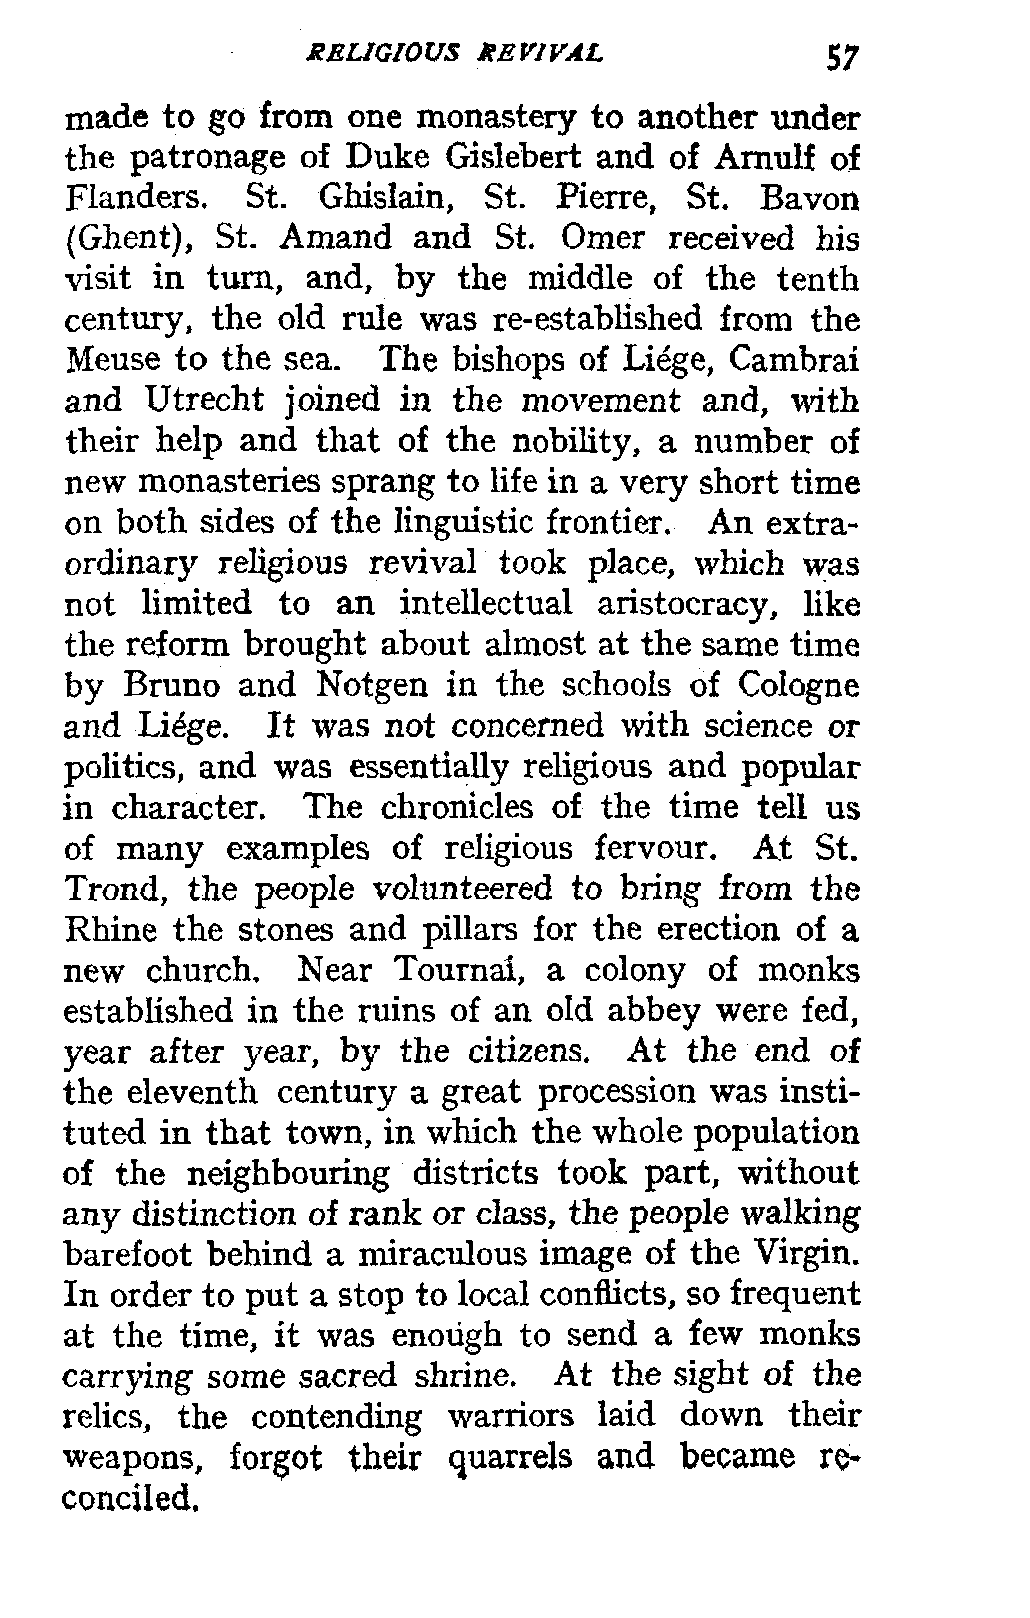 RELIGIOUS REVIVAL 57
made to go from one monastery to another under
the patronage of Duke Gislebert and of Arnulf of
Flanders. St. Ghislain, St. Pierre, St. Bavon
(Ghent), St. Amand and St. Omer received his
visit in turn, and, by the middle of the tenth
century, the old rule was re-established from the
Meuse to the sea. The bishops of Liége, Cambrai
and Utrecht joined in the movement and, with
their help and that of the nobility, a number of
new monasteries sprang to life in a very short time
on both sides of the linguistic frontier. An extra-
ordinary religious revival took place, which was
not limited to an intellectual aristocracy, like
the reform brought about almost at the same time
by Bruno and Notgen in the schools of Cologne
and Liége. It was not concerned with science or
politics, and was essentially religious and popular
in character. The chronicles of the time tell us
of many examples of religious fervour. At St.
Trond, the people volunteered to bring from the
Rhine the stones and pillars for the erection of a
new church. Near Tournai, a colony of monks
established in the ruins of an old abbey were fed,
year after year, by the citizens. At the end of
the eleventh century a great procession was insti-
tuted in that town, in which the whole population
of the neighbouring districts took part, without
any distinction of rank or class, the people walking
barefoot behind a miraculous image of the Virgin.
In order to put a stop to local conflicts, so frequent
at the time, it was enough to send a few monks
carrying some sacred shrine. At the sight of the
relics, the contending warriors laid down their
weapons, forgot their quarrels and became re-
conciled.